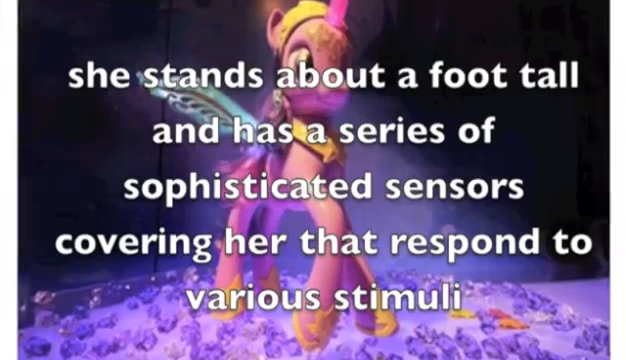 she stands about a foot tall
and has a series of
sophisticated sensors
covering her that respond to
various stimuli